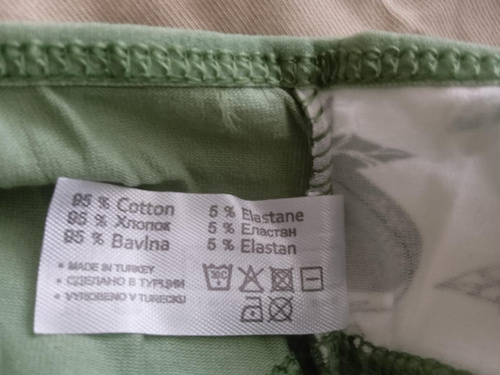 95 % Cotton 5 % Elastane
95 % Хлопок 5 % Еластан
95 % Bavlna 5 % Elastan
• MADE IN TURKEY
• СДЕЛАНО В ТУРЦИИ
• VYROBENO V TURECKU
30C